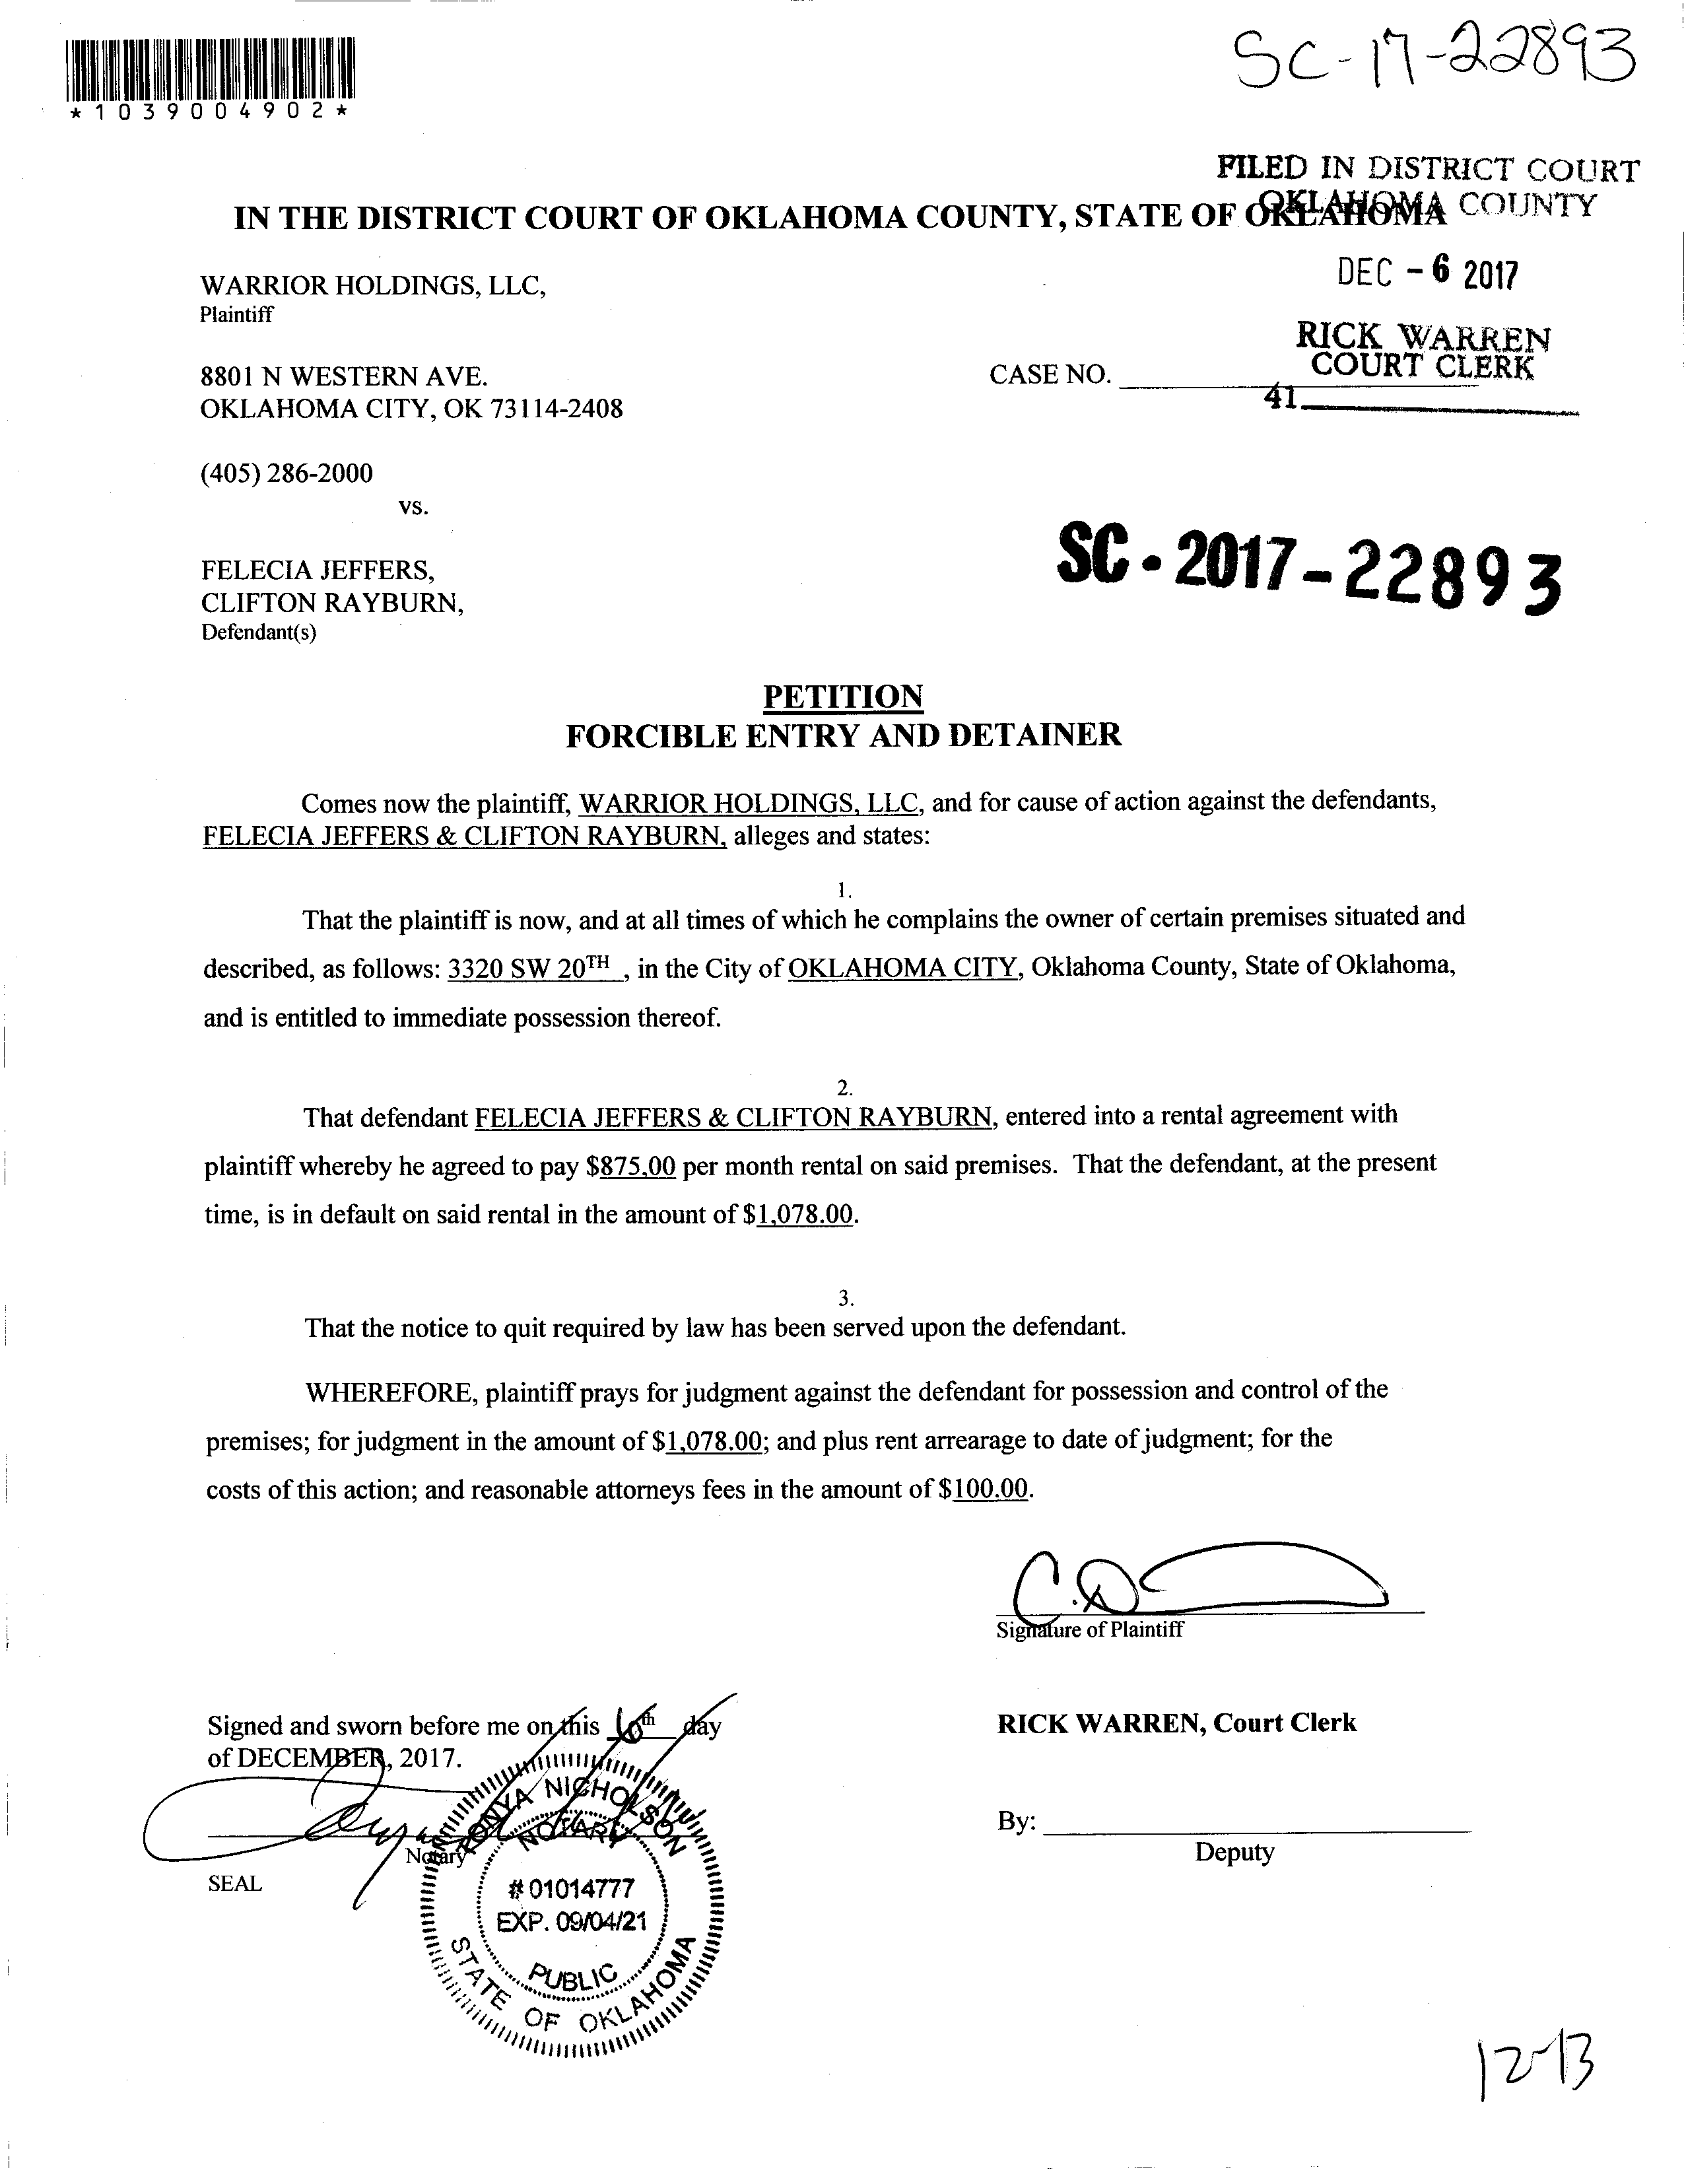 SC-17-22893
*1039004902*
FILED IN DISTRICT COURT
OKLAHOMA COUNTY
IN THE DISTRICT COURT OF OKLAHOMA COUNTY, STATE OF OKLAHOMA
DEC - 6 2017
WARRIOR HOLDINGS, LLC,
Plaintiff
RICK WARREN
COURT CLERK
8801 N WESTERN AVE.
CASE NO.
OKLAHOMA CITY, OK 73114-2408
41
(405) 286-2000
vs.
SC-2017-22893
FELECIA JEFFERS,
CLIFTON RAYBURN,
Defendant(s)
PETITION
FORCIBLE ENTRY AND DETAINER
Comes now the plaintiff, WARRIOR HOLDINGS, LLC, and for cause of action against the defendants,
FELECIA JEFFERS & CLIFTON RAYBURN, alleges and states:
1.
That the plaintiff is now, and at all times of which he complains the owner of certain premises situated and
described, as follows: 3320 SW 20TH , in the City of OKLAHOMA CITY, Oklahoma County, State of Oklahoma,
and is entitled to immediate possession thereof.
2.
That defendant FELECIA JEFFERS & CLIFTON RAYBURN, entered into a rental agreement with
plaintiff whereby he agreed to pay $875.00 per month rental on said premises. That the defendant, at the present
time, is in default on said rental in the amount of $1,078.00.
3.
That the notice to quit required by law has been served upon the defendant.
WHEREFORE, plaintiff prays for judgment against the defendant for possession and control of the
premises; for judgment in the amount of $1,078.00; and plus rent arrearage to date of judgment; for the
costs of this action; and reasonable attorneys fees in the amount of $100.00.
Signature of Plaintiff
Signed and sworn before me on this 6th day
of DECEMBER, 2017.
RICK WARREN, Court Clerk
By:
Deputy
Notary
SEAL
TONYA NICHOLSON
NOTARY
# 01014777
EXP. 09/04/21
PUBLIC
STATE OF OKLAHOMA
12-13